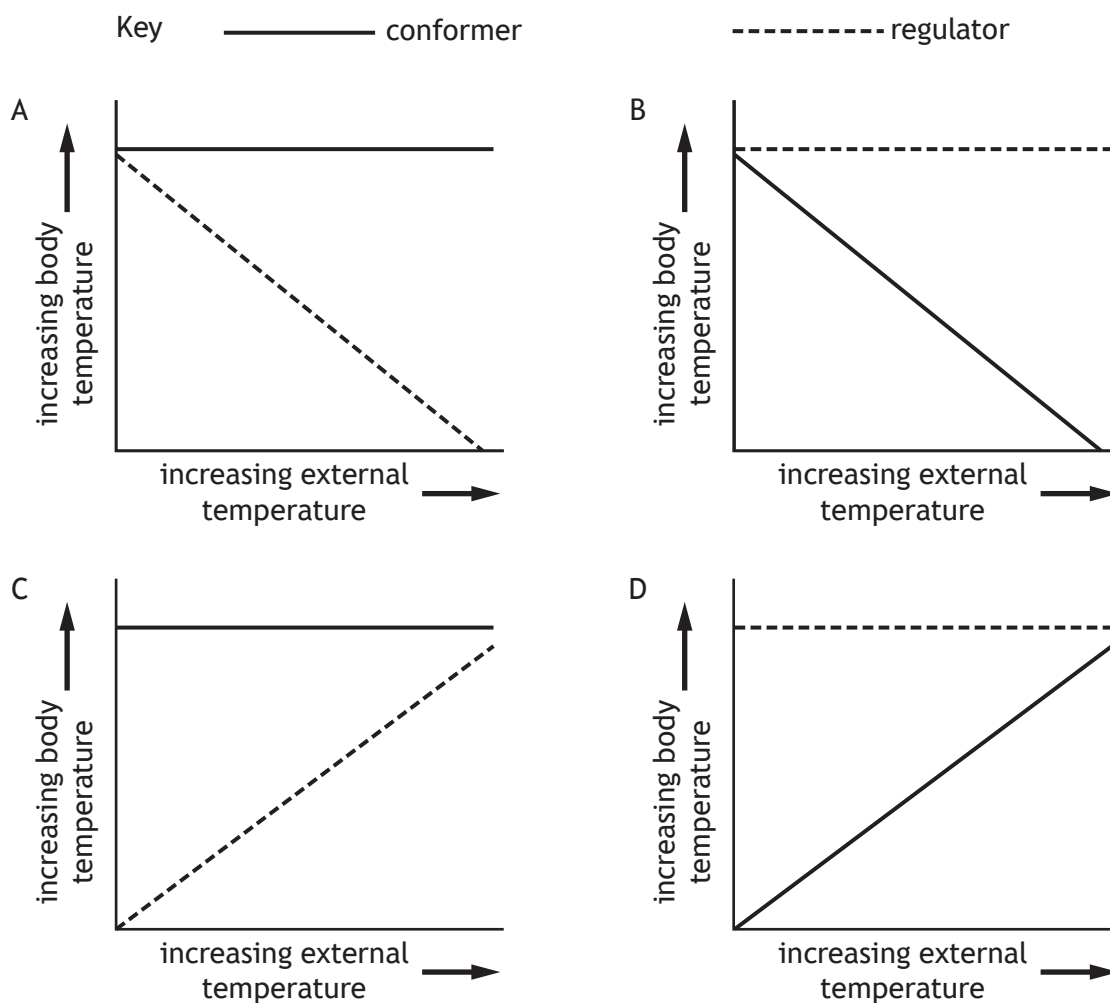 Key conformer regulator
A
increasing body
temperature
increasing external
temperature
B
increasing body
temperature
increasing external
temperature
C
increasing body
temperature
increasing external
temperature
D
increasing body
temperature
increasing external
temperature